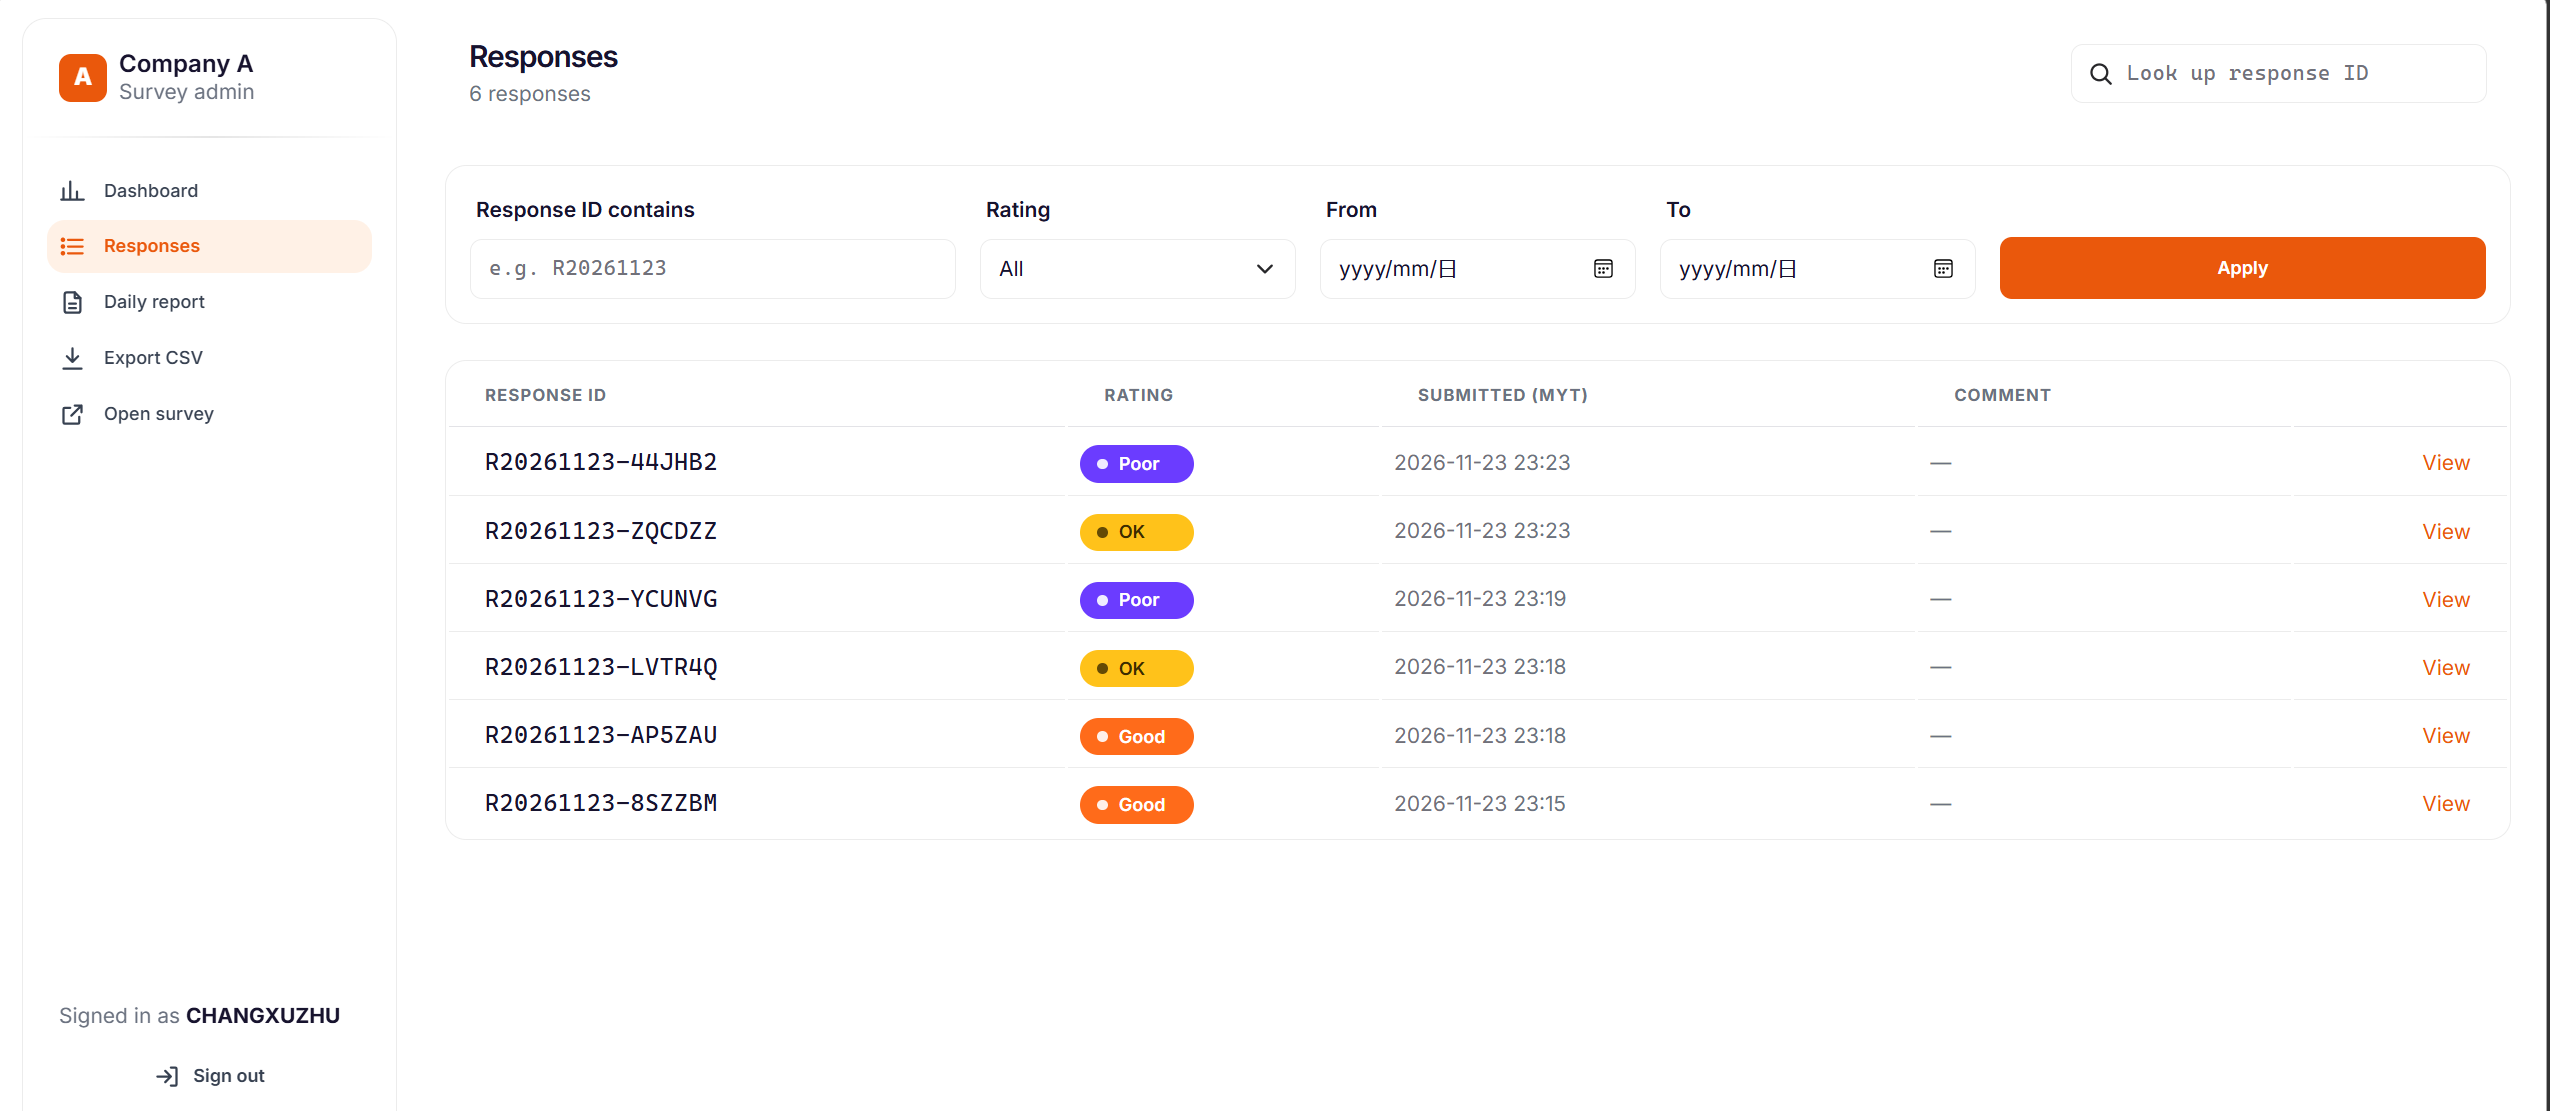 A
Company A
Survey admin
Dashboard
Responses
Daily report
Export CSV
Open survey
Signed in as CHANGXUZHU
Sign out
Responses
6 responses
Look up response ID
Response ID contains Rating From To
e.g. R20261123 All yyyy/mm/日 yyyy/mm/日 Apply
RESPONSE ID RATING SUBMITTED (MYT) COMMENT
R20261123-44JHB2 Poor 2026-11-23 23:23 — View
R20261123-ZQCDZZ OK 2026-11-23 23:23 — View
R20261123-YCUNVG Poor 2026-11-23 23:19 — View
R20261123-LVTR4Q OK 2026-11-23 23:18 — View
R20261123-AP5ZAU Good 2026-11-23 23:18 — View
R20261123-8SZZBM Good 2026-11-23 23:15 — View